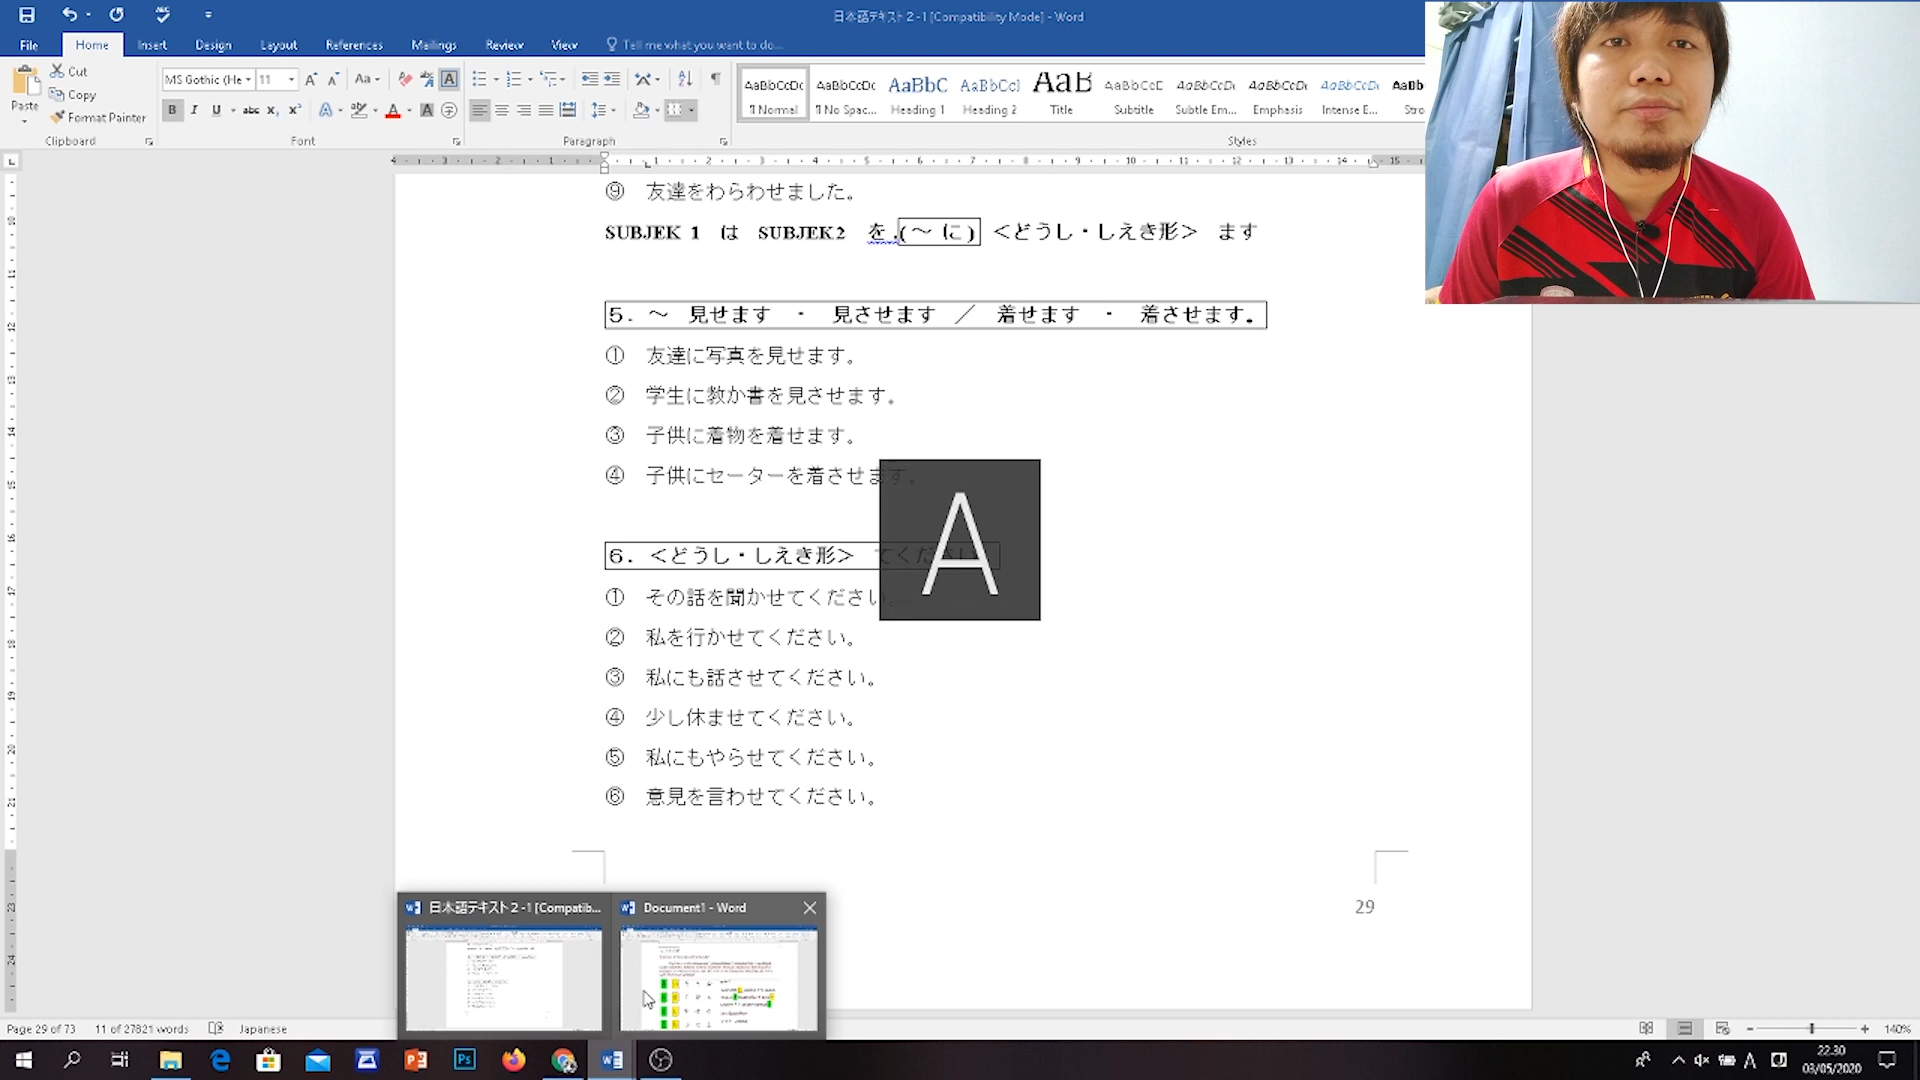 日本語テキスト２-1 [Compatibility Mode] - Word
File Home Insert Design Layout References Mailings Review View Tell me what you want to do...
Paste
Cut
Copy
Format Painter
MS Gothic (He 11
AaBbCcDc AaBbCcDc AaBbC AaBbCcI AaB AaBbCcC AaBbCcDı AaBbCcDı AaBbCcDı AaBb
¶ Normal ¶ No Spac... Heading 1 Heading 2 Title Subtitle Subtle Em... Emphasis Intense E... Stro
Clipboard Font Paragraph Styles
⑨ 友達をわらわせました。
SUBJEK 1 は SUBJEK2 を .(～ に) ＜どうし・しえき形＞ ます
５．～ 見せます ・ 見させます ／ 着せます ・ 着させます。
① 友達に写真を見せます。
② 学生に教か書を見させます。
③ 子供に着物を着せます。
④ 子供にセーターを着させます。
A
６．＜どうし・しえき形＞ てください
① その話を聞かせてください。
② 私を行かせてください。
③ 私にも話させてください。
④ 少し休ませてください。
⑤ 私にもやらせてください。
⑥ 意見を言わせてください。
29
日本語テキスト２-1 [Compatib...
Document1 - Word
Page 29 of 73 11 of 27821 words Japanese 140%
22.30
03/05/2020